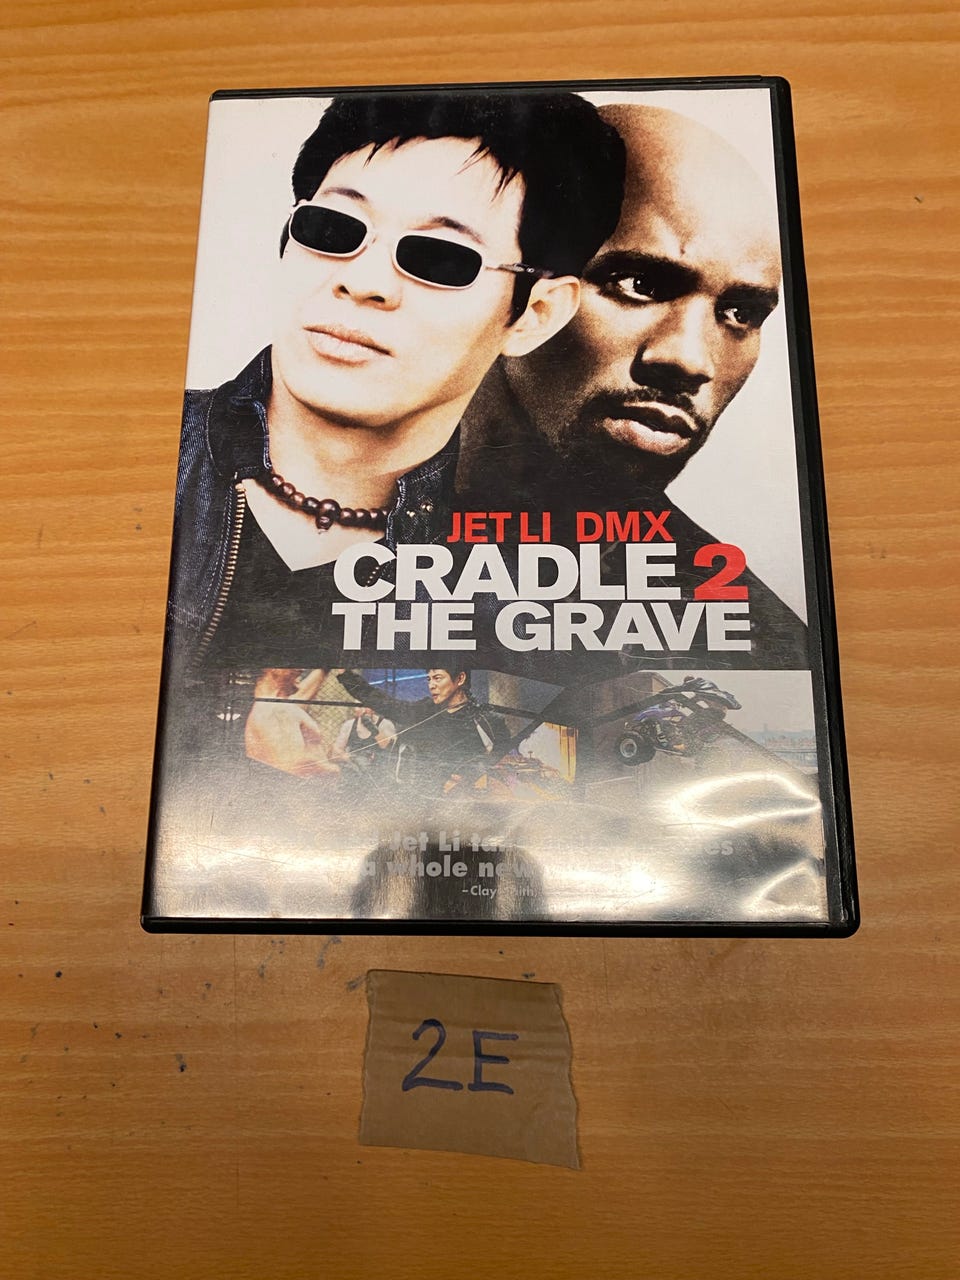 JET LI DMX
CRADLE 2
THE GRAVE
Jet Li
a whole new
2E